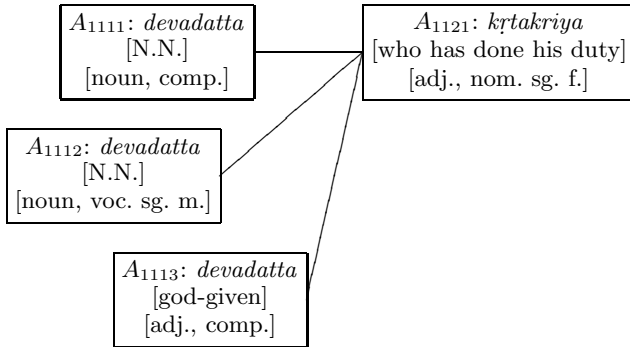 A₁₁₁₁: devadatta
[N.N.]
[noun, comp.]
A₁₁₂₁: kṛtakriya
[who has done his duty]
[adj., nom. sg. f.]
A₁₁₁₂: devadatta
[N.N.]
[noun, voc. sg. m.]
A₁₁₁₃: devadatta
[god-given]
[adj., comp.]